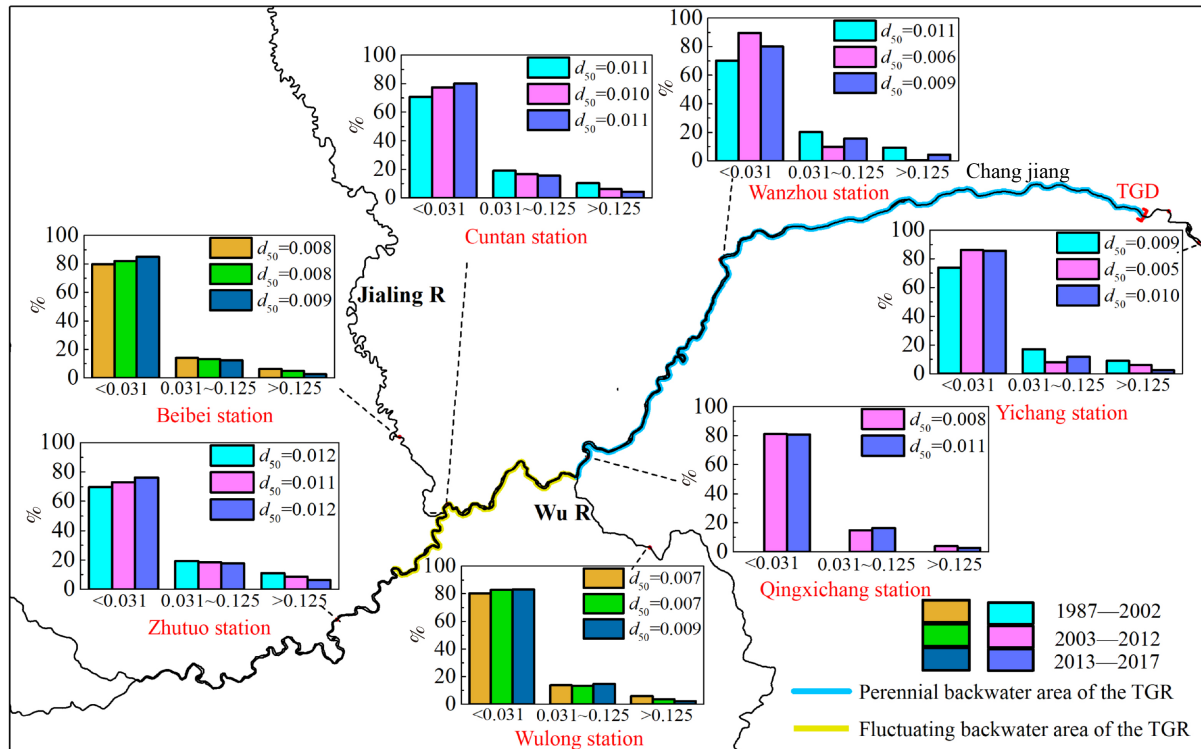 100
80
60
40
20
0
%
d50=0.011
d50=0.010
d50=0.011
<0.031 0.031~0.125 >0.125
Cuntan station
100
80
60
40
20
0
%
d50=0.011
d50=0.006
d50=0.009
<0.031 0.031~0.125 >0.125
Wanzhou station
Chang jiang
TGD
100
80
60
40
20
0
%
d50=0.008
d50=0.008
d50=0.009
<0.031 0.031~0.125 >0.125
Beibei station
Jialing R
100
80
60
40
20
0
%
d50=0.009
d50=0.005
d50=0.010
<0.031 0.031~0.125 >0.125
Yichang station
100
80
60
40
20
0
%
d50=0.012
d50=0.011
d50=0.012
<0.031 0.031~0.125 >0.125
Zhutuo station
Wu R
100
80
60
40
20
0
%
d50=0.008
d50=0.011
<0.031 0.031~0.125 >0.125
Qingxichang station
100
80
60
40
20
0
%
d50=0.007
d50=0.007
d50=0.009
<0.031 0.031~0.125 >0.125
Wulong station
1987—2002
2003—2012
2013—2017
Perennial backwater area of the TGR
Fluctuating backwater area of the TGR